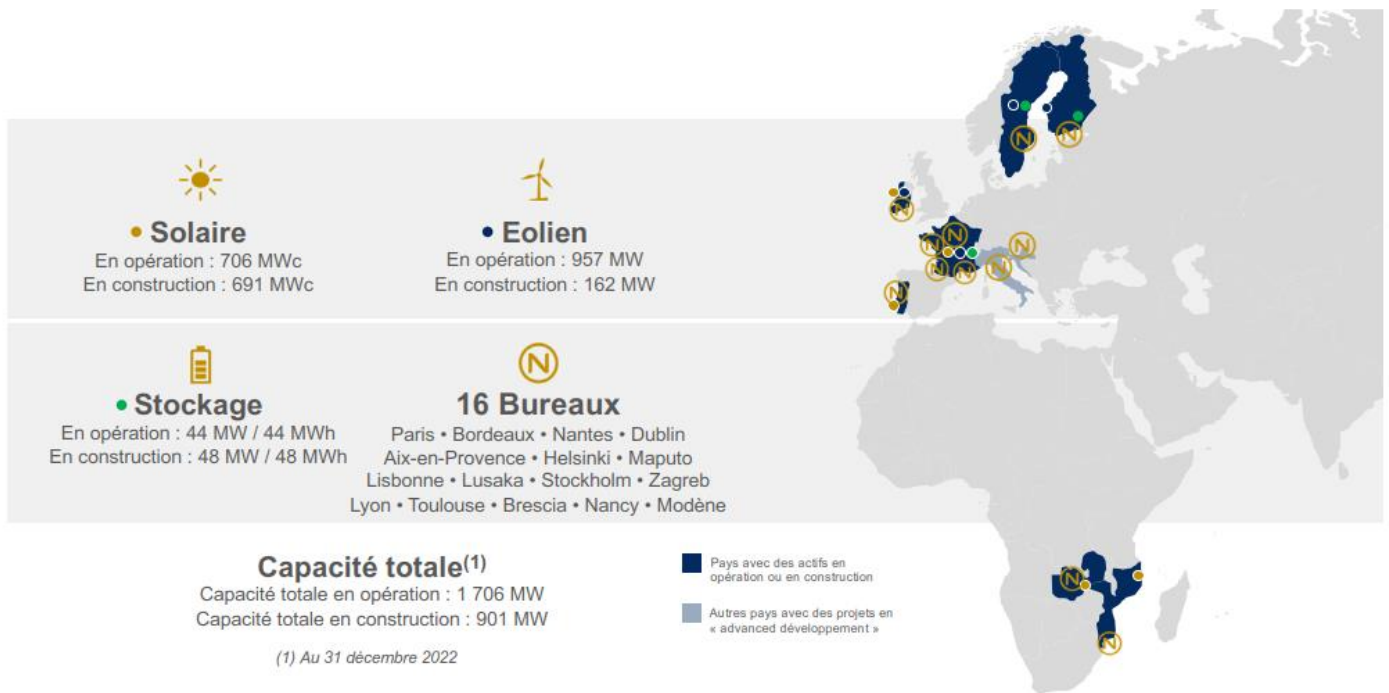 • Solaire
En opération : 706 MWc
En construction : 691 MWc
• Eolien
En opération : 957 MW
En construction : 162 MW
• Stockage
En opération : 44 MW / 44 MWh
En construction : 48 MW / 48 MWh
N
16 Bureaux
Paris • Bordeaux • Nantes • Dublin
Aix-en-Provence • Helsinki • Maputo
Lisbonne • Lusaka • Stockholm • Zagreb
Lyon • Toulouse • Brescia • Nancy • Modène
Capacité totale(1)
Capacité totale en opération : 1 706 MW
Capacité totale en construction : 901 MW
(1) Au 31 décembre 2022
Pays avec des actifs en
opération ou en construction
Autres pays avec des projets en
« advanced développement »
N
N
N
N
N
N
N
N
N
N
N
N